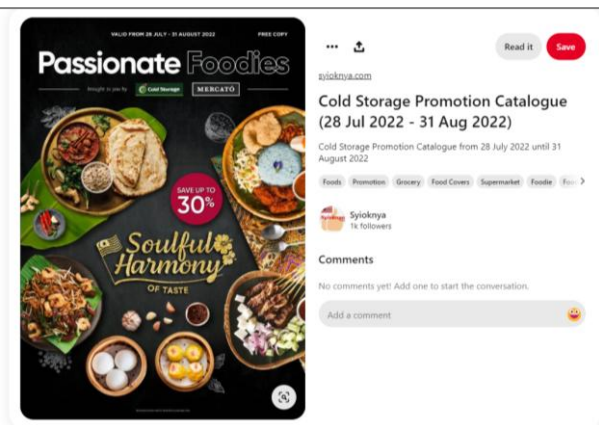 VALID FROM 28 JULY - 31 AUGUST 2022
FREE COPY
Passionate Foodies
Brought to you by
Cold Storage
MERCATÓ
SAVE UP TO
30%
Soulful
Harmony
OF TASTE
Read it
Save
syioknya.com
Cold Storage Promotion Catalogue
(28 Jul 2022 - 31 Aug 2022)
Cold Storage Promotion Catalogue from 28 July 2022 until 31
August 2022
Foods
Promotion
Grocery
Food Covers
Supermarket
Foodie
Syioknya
1k followers
Comments
No comments yet! Add one to start the conversation.
Add a comment